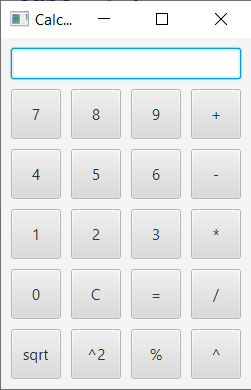 Calc...
7 8 9 +
4 5 6 -
1 2 3 *
0 C = /
sqrt ^2 % ^